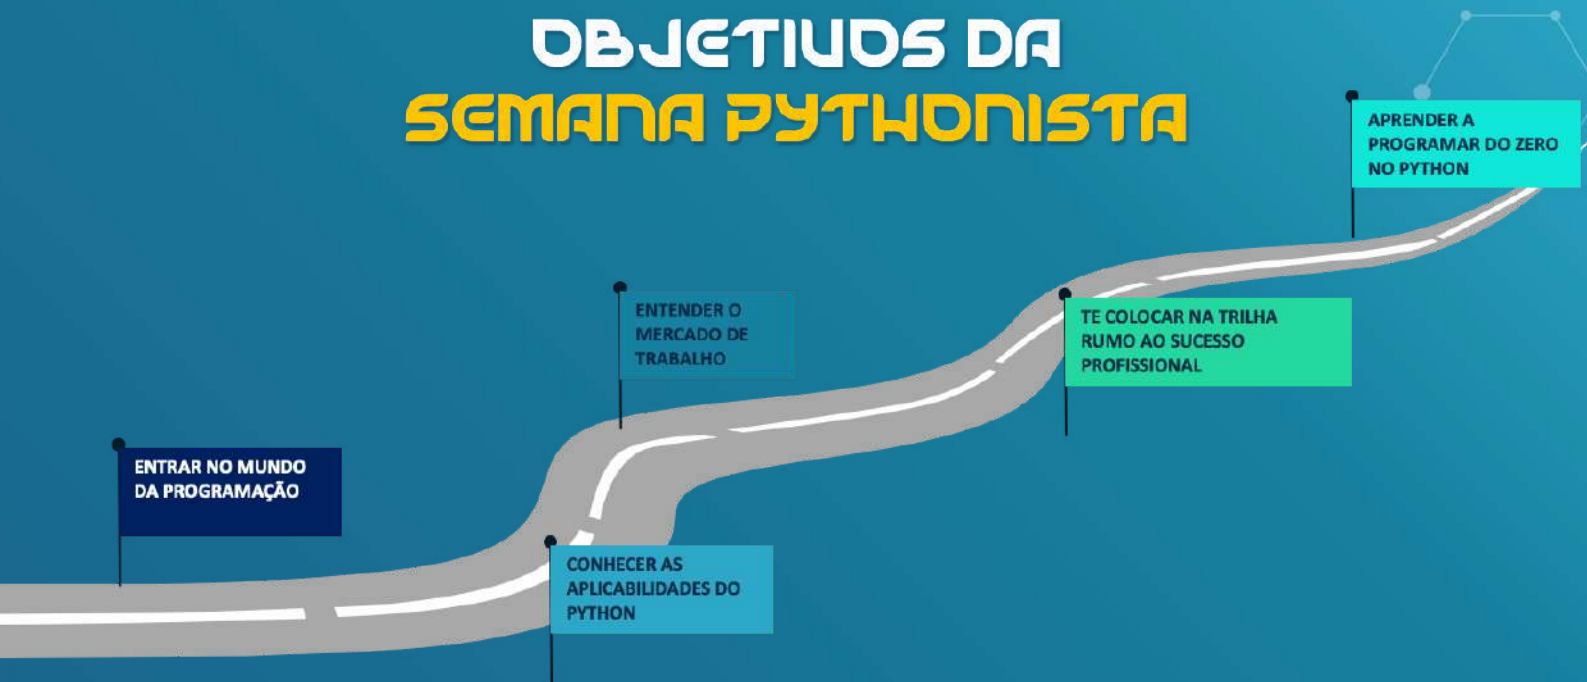 OBJETIVOS DA
SEMANA PYTHONISTA
ENTRAR NO MUNDO
DA PROGRAMAÇÃO
CONHECER AS
APLICABILIDADES DO
PYTHON
ENTENDER O
MERCADO DE
TRABALHO
TE COLOCAR NA TRILHA
RUMO AO SUCESSO
PROFISSIONAL
APRENDER A
PROGRAMAR DO ZERO
NO PYTHON